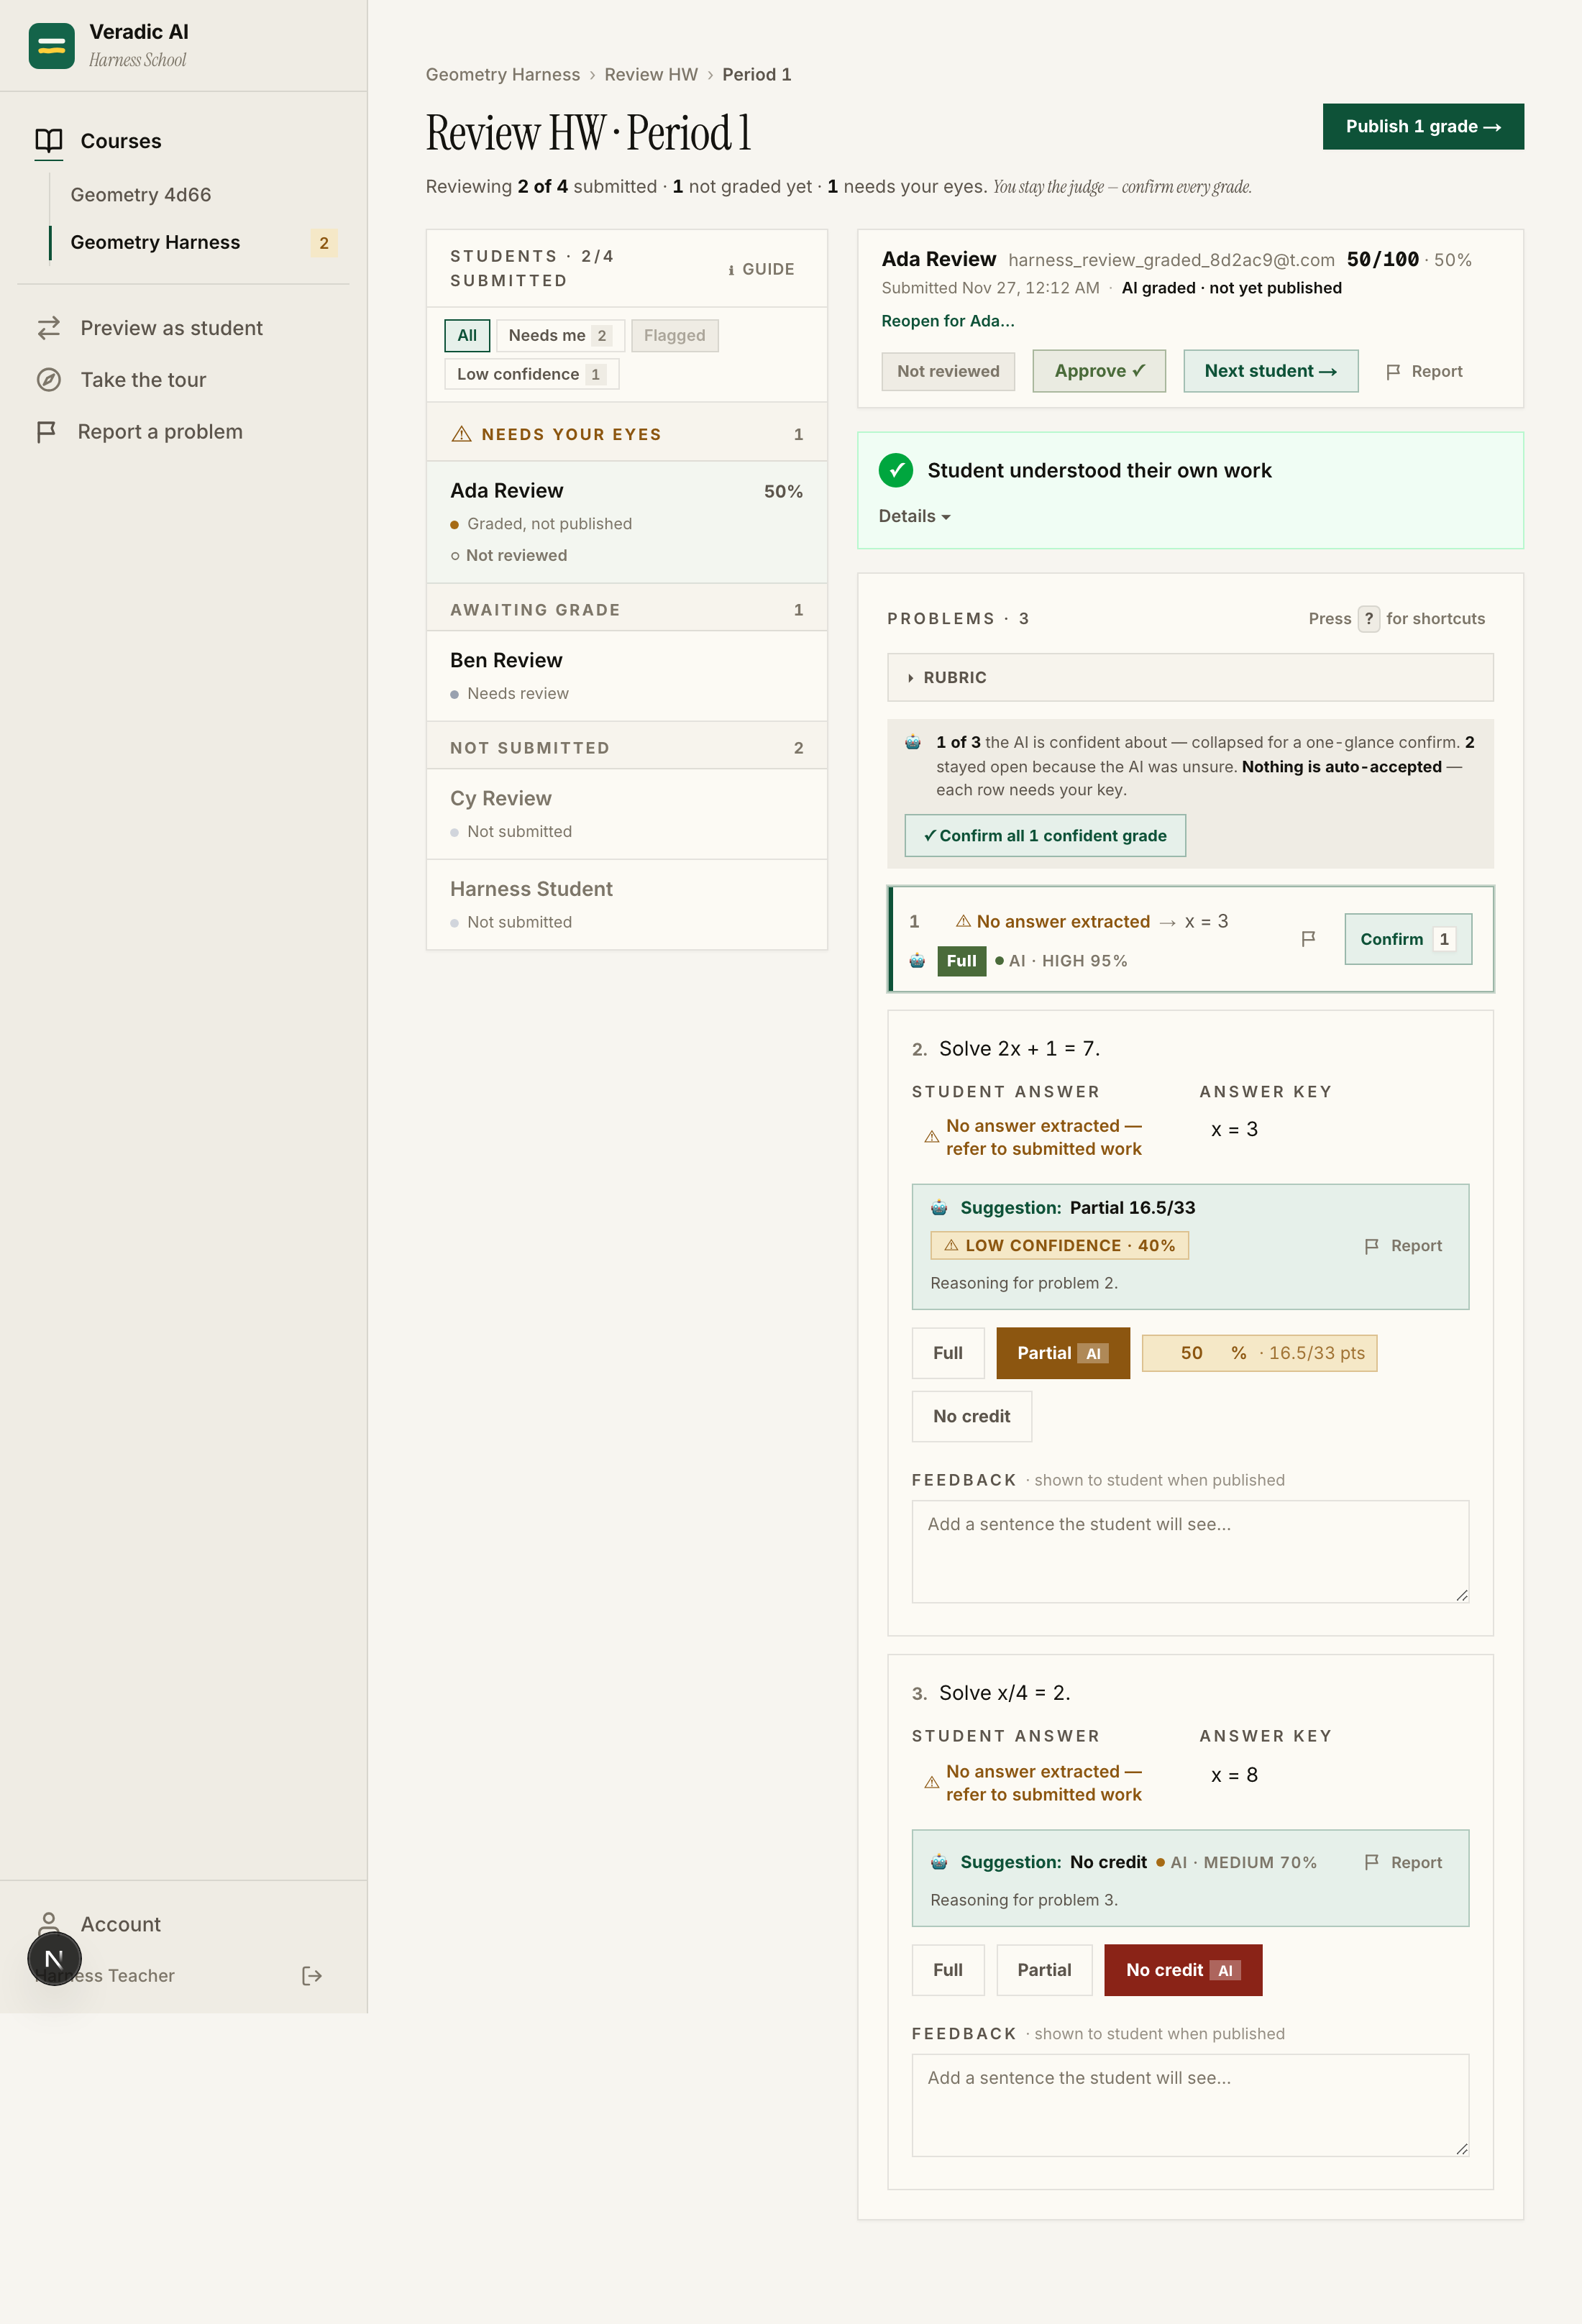 Veradic AI
Harness School
Courses
Geometry 4d66
Geometry Harness 2
Preview as student
Take the tour
Report a problem
Account
N
Harness Teacher
Geometry Harness › Review HW › Period 1
Review HW · Period 1
Publish 1 grade →
Reviewing 2 of 4 submitted · 1 not graded yet · 1 needs your eyes. You stay the judge — confirm every grade.
STUDENTS · 2/4
SUBMITTED
GUIDE
All
Needs me 2
Flagged
Low confidence 1
NEEDS YOUR EYES 1
Ada Review 50%
Graded, not published
Not reviewed
AWAITING GRADE 1
Ben Review
Needs review
NOT SUBMITTED 2
Cy Review
Not submitted
Harness Student
Not submitted
Ada Review harness_review_graded_8d2ac9@t.com 50/100 · 50%
Submitted Nov 27, 12:12 AM · AI graded · not yet published
Reopen for Ada…
Not reviewed
Approve ✓
Next student →
Report
✓ Student understood their own work
Details
PROBLEMS · 3
Press ? for shortcuts
RUBRIC
1 of 3 the AI is confident about — collapsed for a one-glance confirm. 2
stayed open because the AI was unsure. Nothing is auto-accepted —
each row needs your key.
✓ Confirm all 1 confident grade
1 ⚠ No answer extracted → x = 3
Full AI · HIGH 95%
Confirm 1
2. Solve 2x + 1 = 7.
STUDENT ANSWER ANSWER KEY
⚠ No answer extracted —
refer to submitted work
x = 3
Suggestion: Partial 16.5/33
⚠ LOW CONFIDENCE · 40%
Report
Reasoning for problem 2.
Full
Partial AI
50 % · 16.5/33 pts
No credit
FEEDBACK · shown to student when published
Add a sentence the student will see…
3. Solve x/4 = 2.
STUDENT ANSWER ANSWER KEY
⚠ No answer extracted —
refer to submitted work
x = 8
Suggestion: No credit AI · MEDIUM 70%
Report
Reasoning for problem 3.
Full
Partial
No credit AI
FEEDBACK · shown to student when published
Add a sentence the student will see…